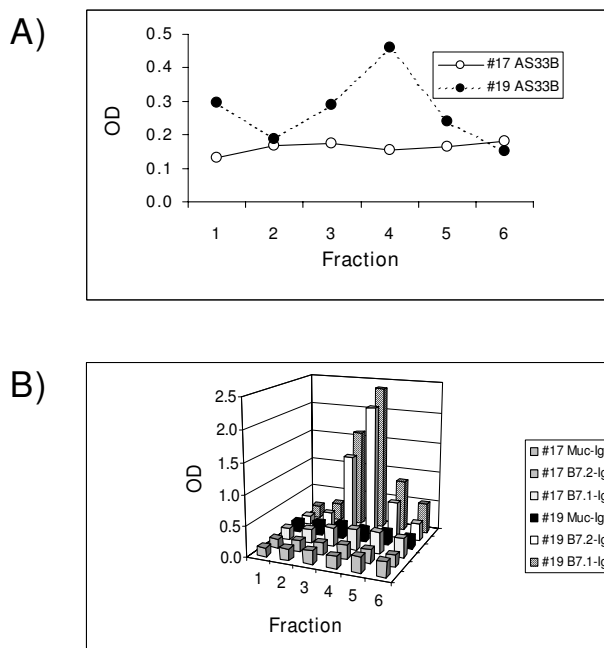 A)
0.5
0.4
0.3
0.2
0.1
0.0
OD
#17 AS33B
#19 AS33B
1 2 3 4 5 6
Fraction
B)
2.5
2.0
1.5
1.0
0.5
0.0
OD
#17 Muc-Ig
#17 B7.2-Ig
#17 B7.1-Ig
#19 Muc-Ig
#19 B7.2-Ig
#19 B7.1-Ig
1 2 3 4 5 6
Fraction